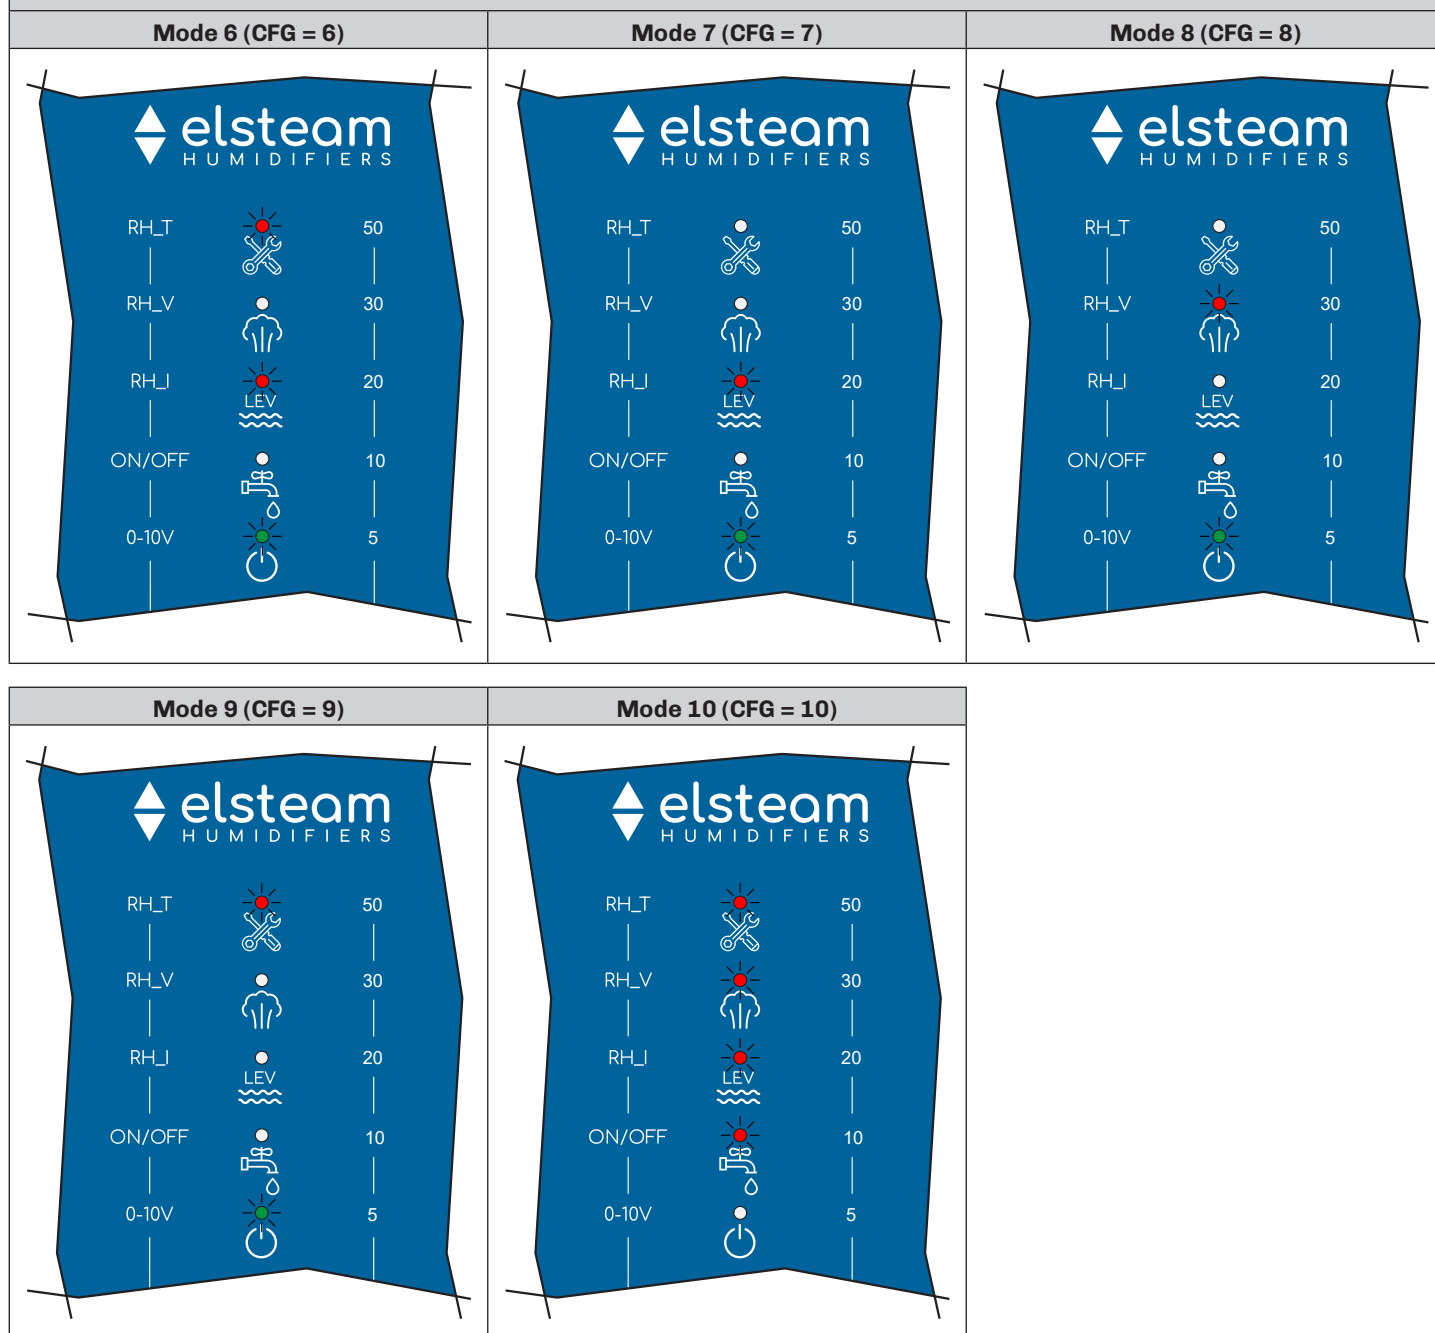 Mode 6 (CFG = 6) Mode 7 (CFG = 7) Mode 8 (CFG = 8)
elsteam elsteam elsteam
HUMIDIFIERS HUMIDIFIERS HUMIDIFIERS
RH_T 50 RH_T 50 RH_T 50
RH_V 30 RH_V 30 RH_V 30
RH_I 20 RH_I 20 RH_I 20
LEV LEV LEV
ON/OFF 10 ON/OFF 10 ON/OFF 10
0-10V 5 0-10V 5 0-10V 5
Mode 9 (CFG = 9) Mode 10 (CFG = 10)
elsteam elsteam
HUMIDIFIERS HUMIDIFIERS
RH_T 50 RH_T 50
RH_V 30 RH_V 30
RH_I 20 RH_I 20
LEV LEV
ON/OFF 10 ON/OFF 10
0-10V 5 0-10V 5